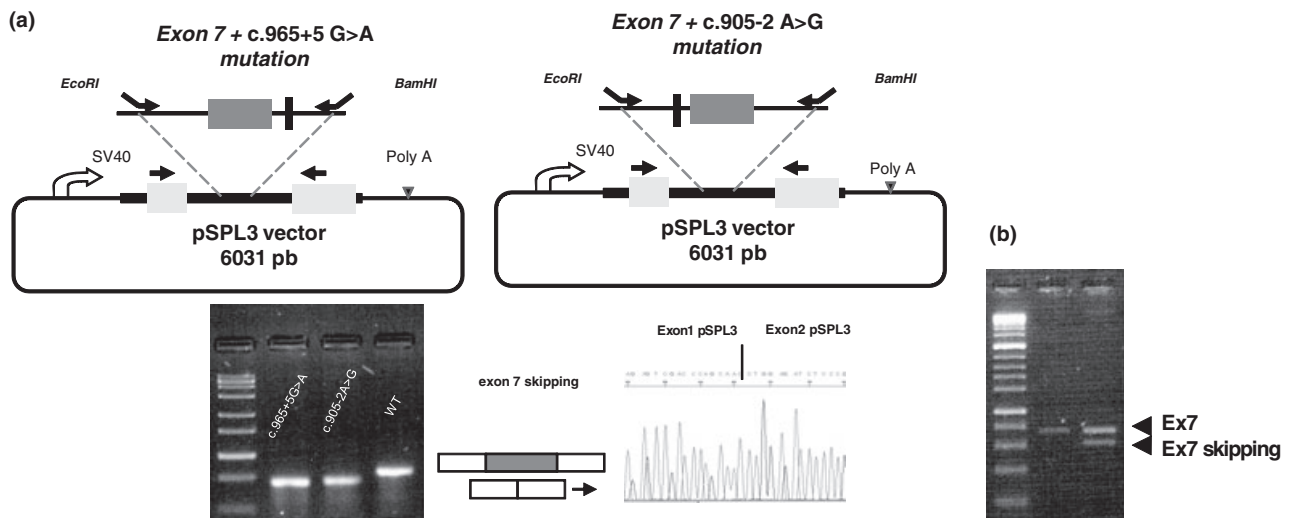 (a)
Exon 7 + c.965+5 G>A
mutation
EcoRI
BamHI
SV40
Poly A
pSPL3 vector
6031 pb
Exon 7 + c.905-2 A>G
mutation
EcoRI
BamHI
SV40
Poly A
pSPL3 vector
6031 pb
c.965+5G>A
c.905-2A>G
WT
exon 7 skipping
Exon1 pSPL3
Exon2 pSPL3
(b)
Ex7
Ex7 skipping